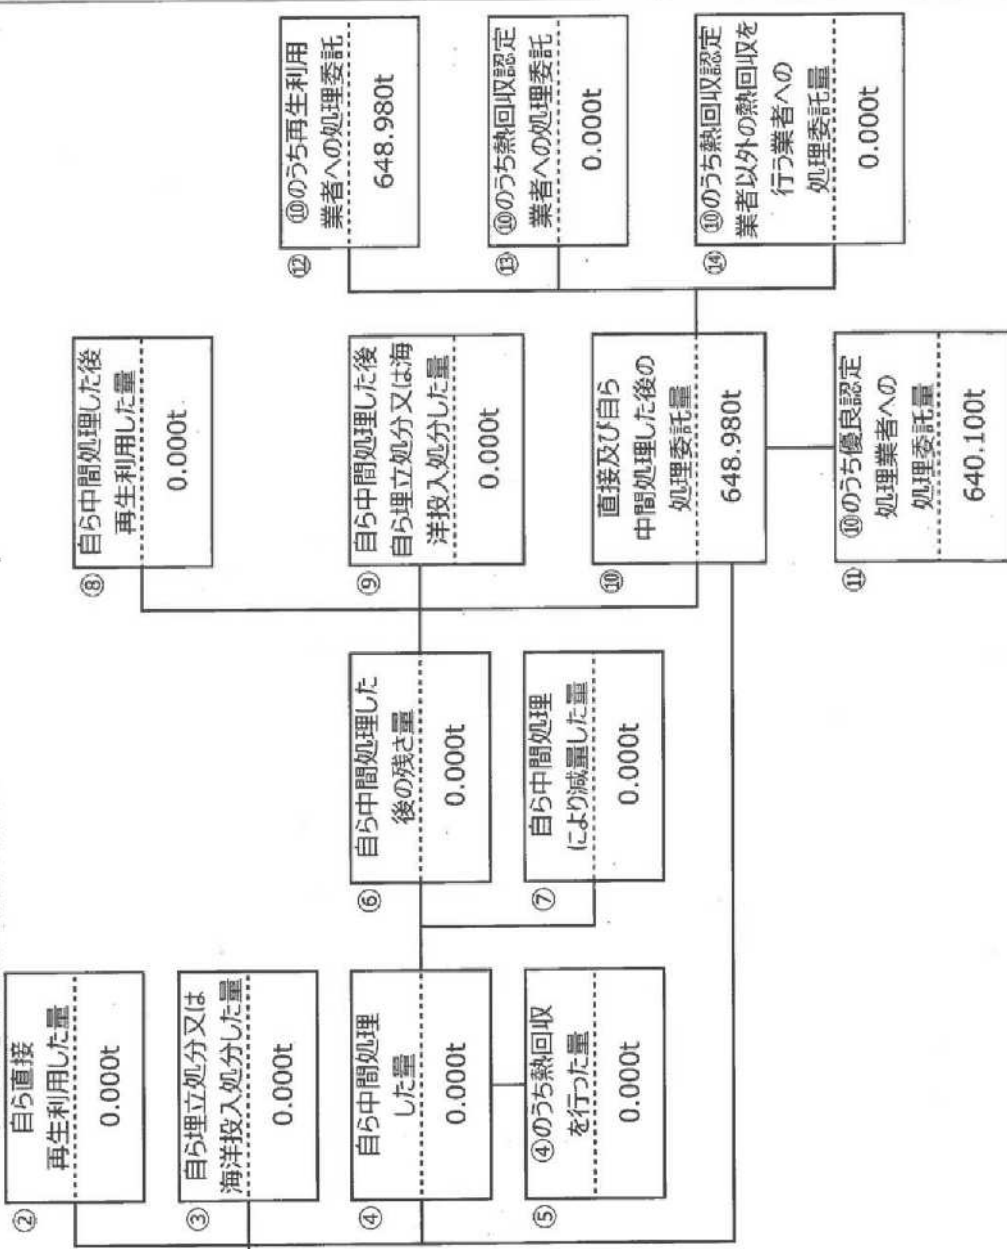 ②
自ら直接
再生利用した量
0.000t
③
自ら埋立処分又は
海洋投入処分した量
0.000t
④
自ら中間処理
した量
0.000t
⑤
④のうち熱回収
を行った量
0.000t
⑥
自ら中間処理した
後の残さ量
0.000t
⑦
自ら中間処理
により減量した量
0.000t
⑧
自ら中間処理した後
再生利用した量
0.000t
⑨
自ら中間処理した後
自ら埋立処分又は海
洋投入処分した量
0.000t
⑩
直接及び自ら
中間処理した後の
処理委託量
648.980t
⑪
⑩のうち優良認定
処理業者への
処理委託量
640.100t
⑫
⑩のうち再生利用
業者への処理委託
648.980t
⑬
⑩のうち熱回収認定
業者への処理委託
0.000t
⑭
⑩のうち熱回収認定
業者以外の熱回収を
行う業者への
処理委託量
0.000t